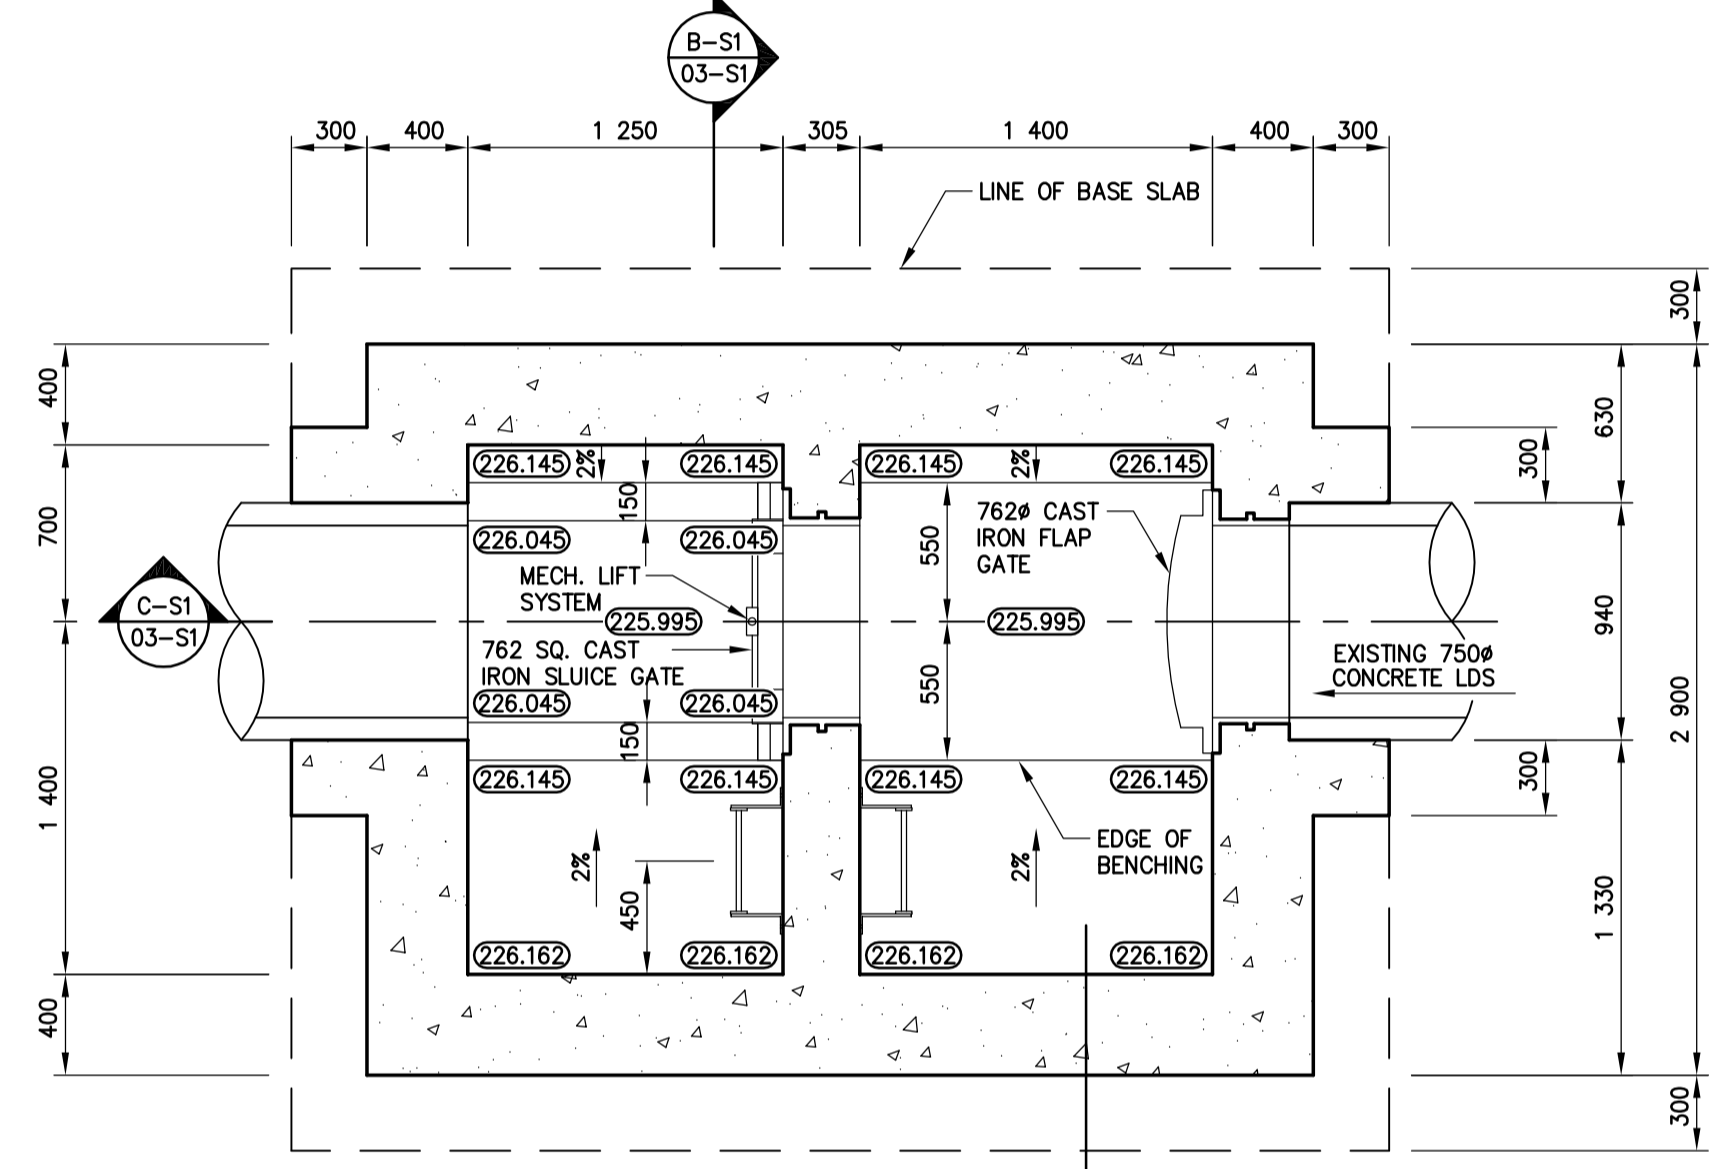 B-S1
03-S1
300 400 1 250 305 1 400 400 300
LINE OF BASE SLAB
300
400
630
300
226.145 2% 226.145 226.145 2% 226.145
150
700
550
762ø CAST
IRON FLAP
GATE
226.045 226.045
MECH. LIFT
SYSTEM
C-S1
03-S1
225.995 225.995
940
762 SQ. CAST
IRON SLUICE GATE
EXISTING 750ø
CONCRETE LDS
226.045 226.045
550
2 900
150
300
226.145 226.145 226.145 226.145
1 400
EDGE OF
BENCHING
2% 2%
450
1 330
226.162 226.162 226.162 226.162
400
300